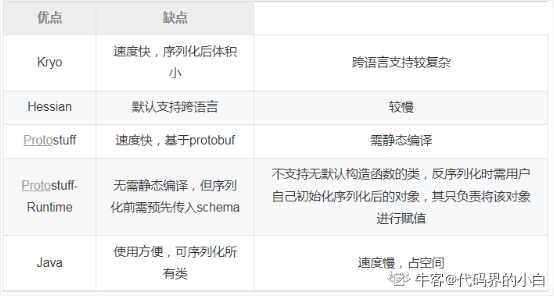 优点 缺点
Kryo 速度快，序列化后体积小 跨语言支持较复杂
Hessian 默认支持跨语言 较慢
Protostuff 速度快，基于protobuf 需静态编译
Protostuff-Runtime 无需静态编译，但序列化前需预先传入schema 不支持无默认构造函数的类，反序列化时需用户自己初始化序列化后的对象，其只负责将该对象进行赋值
Java 使用方便，可序列化所有类 速度慢，占空间
牛客@代码界的小白